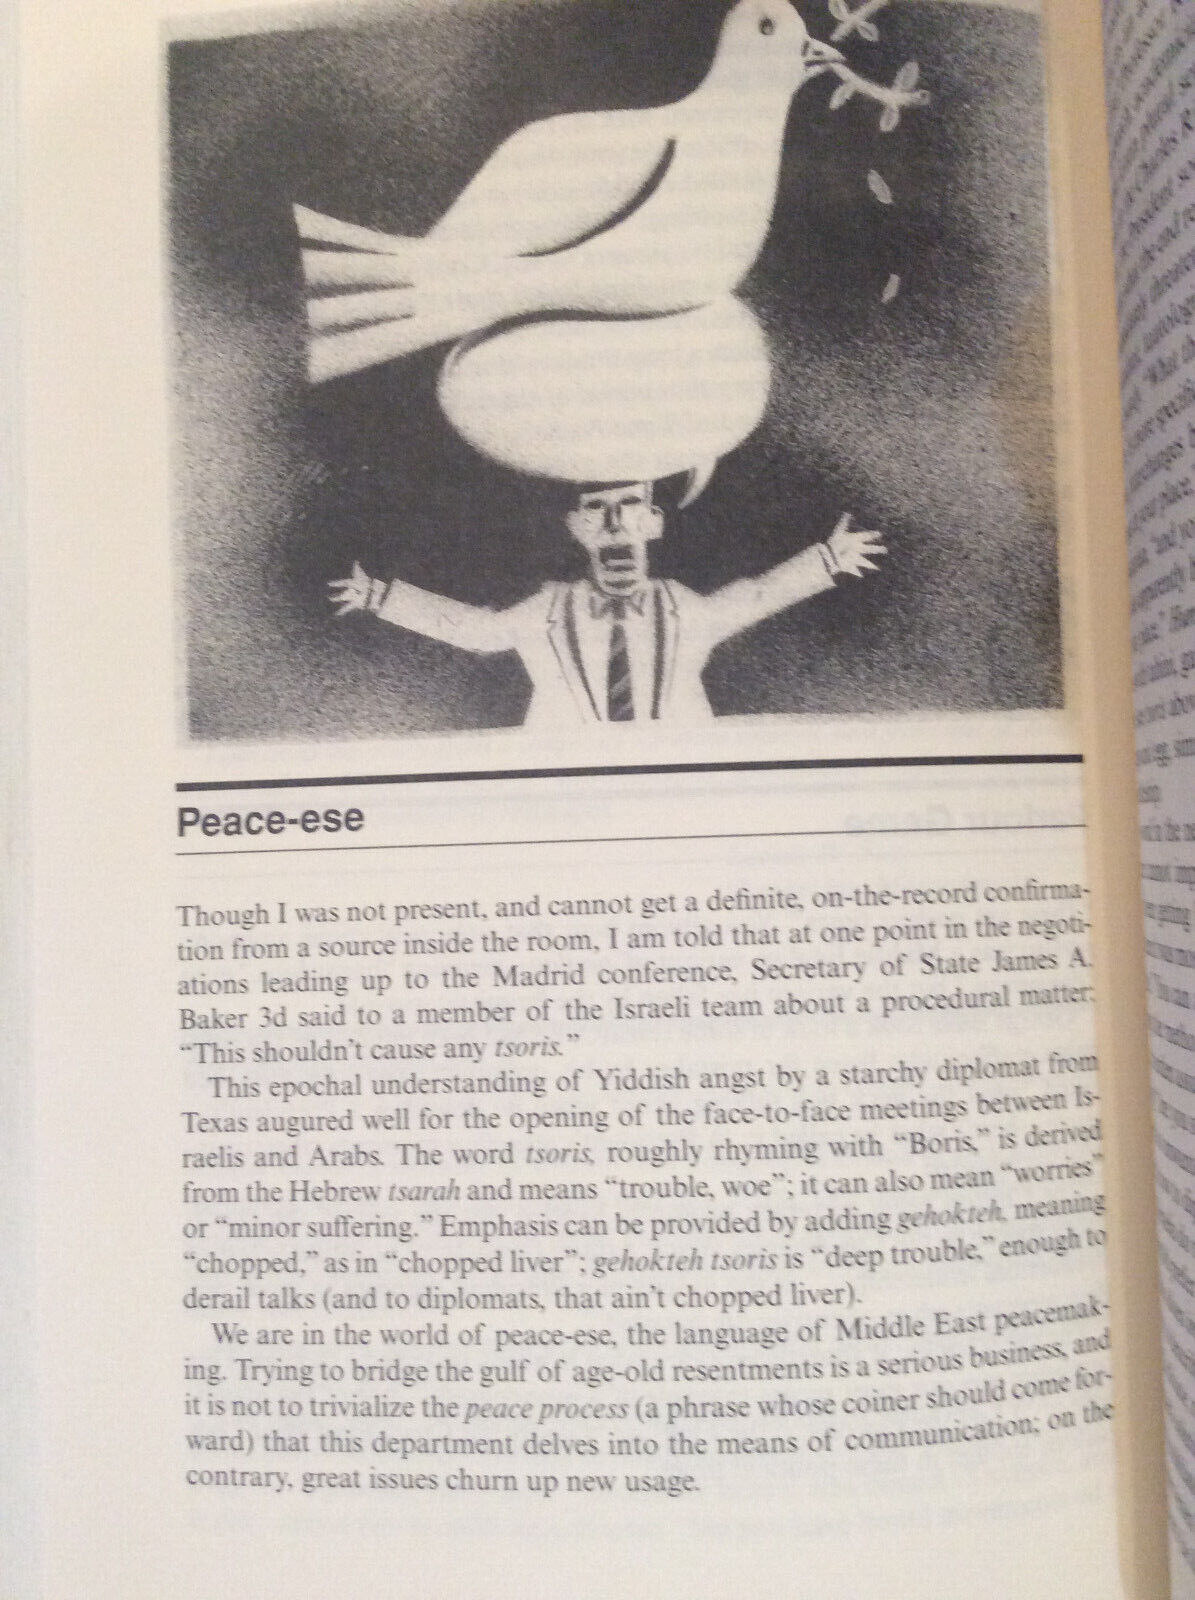 Peace-ese
Though I was not present, and cannot get a definite, on-the-record confirma-
tion from a source inside the room, I am told that at one point in the negoti-
ations leading up to the Madrid conference, Secretary of State James A.
Baker 3d said to a member of the Israeli team about a procedural matter:
“This shouldn’t cause any tsoris.”
This epochal understanding of Yiddish angst by a starchy diplomat from
Texas augured well for the opening of the face-to-face meetings between Is-
raelis and Arabs. The word tsoris, roughly rhyming with “Boris,” is derived
from the Hebrew tsarah and means “trouble, woe”; it can also mean “worries”
or “minor suffering.” Emphasis can be provided by adding gehokteh, meaning
“chopped,” as in “chopped liver”; gehokteh tsoris is “deep trouble,” enough to
derail talks (and to diplomats, that ain’t chopped liver).
We are in the world of peace-ese, the language of Middle East peacemak-
ing. Trying to bridge the gulf of age-old resentments is a serious business, and
it is not to trivialize the peace process (a phrase whose coiner should come for-
ward) that this department delves into the means of communication; on the
contrary, great issues churn up new usage.